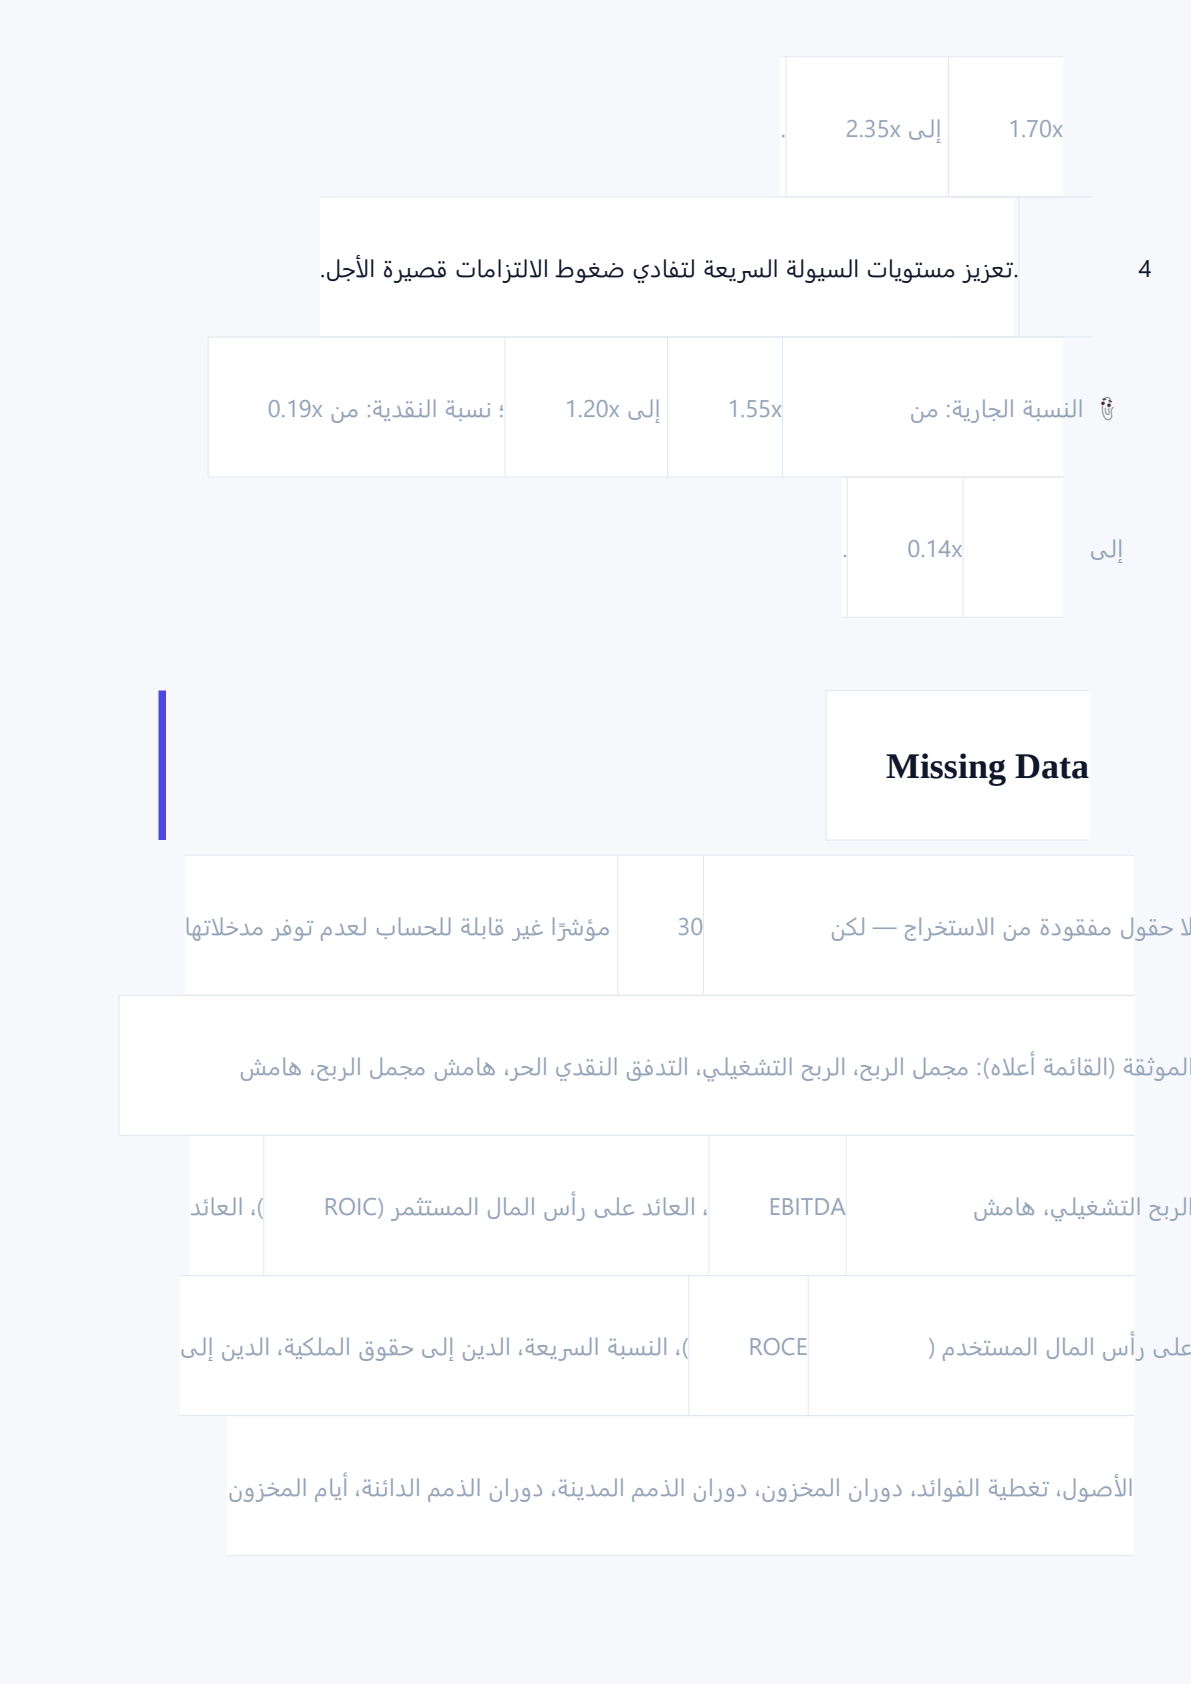 1.70x إلى 2.35x.
4 .تعزيز مستويات السيولة السريعة لتفادي ضغوط الالتزامات قصيرة الأجل.
النسبة الجارية: من 1.55x إلى 1.20x؛ نسبة النقدية: من 0.19x
إلى 0.14x.
Missing Data
لا حقول مفقودة من الاستخراج — لكن 30 مؤشرًا غير قابلة للحساب لعدم توفر مدخلاتها
الموثقة (القائمة أعلاه): مجمل الربح، الربح التشغيلي، التدفق النقدي الحر، هامش مجمل الربح، هامش
الربح التشغيلي، هامش EBITDA، العائد على رأس المال المستثمر (ROIC)، العائد
على رأس المال المستخدم (ROCE)، النسبة السريعة، الدين إلى حقوق الملكية، الدين إلى
الأصول، تغطية الفوائد، دوران المخزون، دوران الذمم المدينة، دوران الذمم الدائنة، أيام المخزون